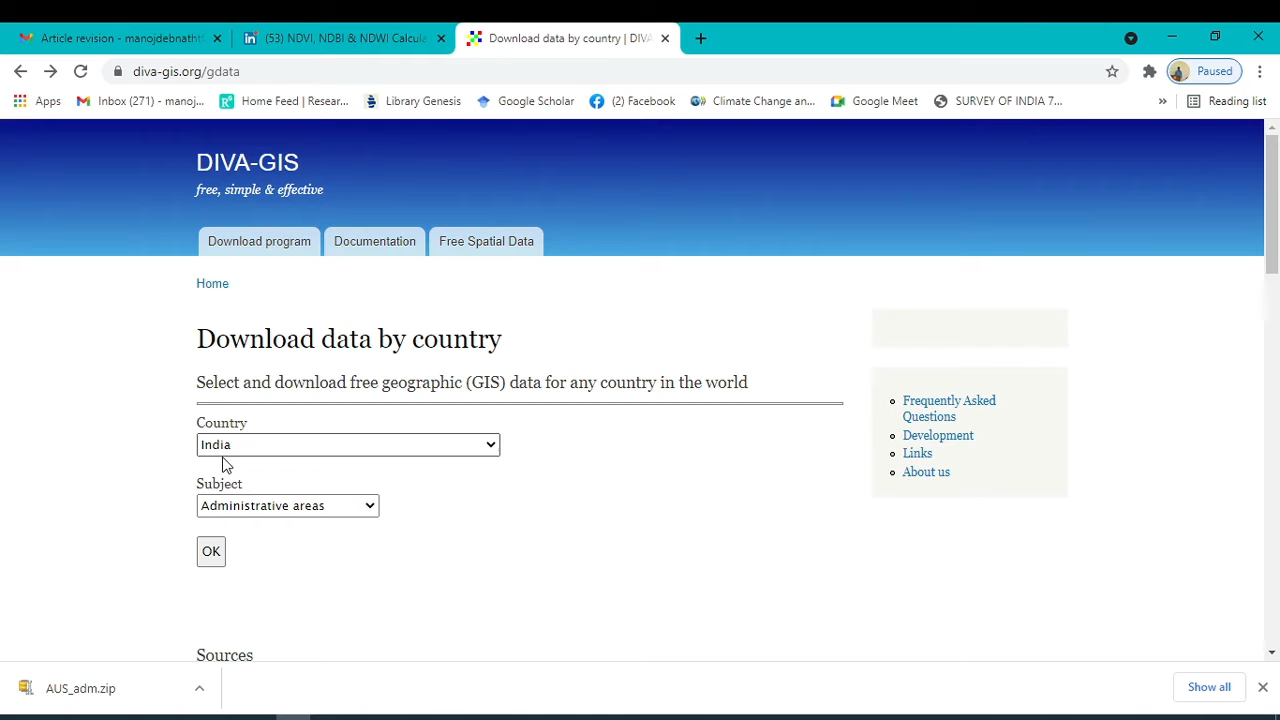 Article revision - manojdebnatht
(53) NDVI, NDBI & NDWI Calcula
Download data by country | DIVA
diva-gis.org/gdata
Paused
Apps
Inbox (271) - manoj...
Home Feed | Resear...
Library Genesis
Google Scholar
(2) Facebook
Climate Change an...
Google Meet
SURVEY OF INDIA 7...
»
Reading list
DIVA-GIS
free, simple & effective
Download program
Documentation
Free Spatial Data
Home
Download data by country
Select and download free geographic (GIS) data for any country in the world
Country
India
Subject
Administrative areas
OK
Frequently Asked
Questions
Development
Links
About us
Sources
AUS_adm.zip
Show all